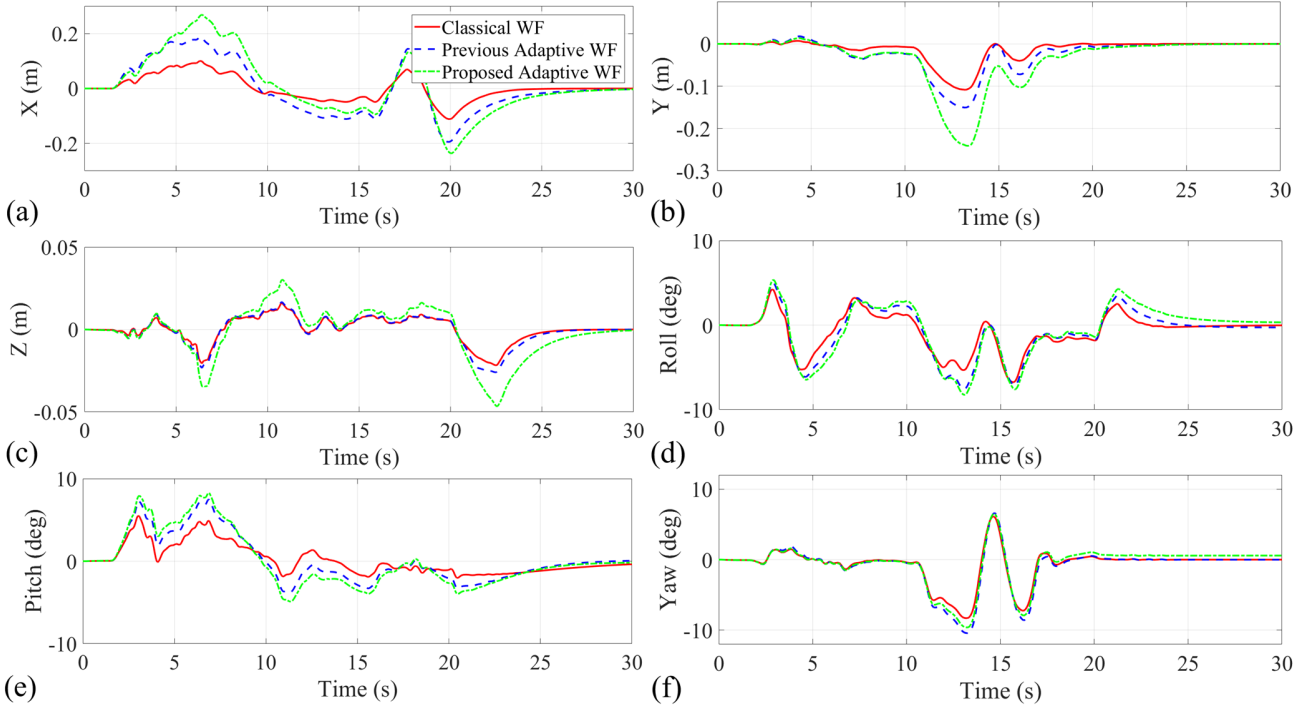 Classical WF
Previous Adaptive WF
Proposed Adaptive WF
X (m)
0.2
0
-0.2
0 5 10 15 20 25 30
Time (s)
(a)
Y (m)
0
-0.1
-0.2
-0.3
0 5 10 15 20 25 30
Time (s)
(b)
Z (m)
0.05
0
-0.05
0 5 10 15 20 25 30
Time (s)
(c)
Roll (deg)
10
0
-10
0 5 10 15 20 25 30
Time (s)
(d)
Pitch (deg)
10
0
-10
0 5 10 15 20 25 30
Time (s)
(e)
Yaw (deg)
10
0
-10
0 5 10 15 20 25 30
Time (s)
(f)